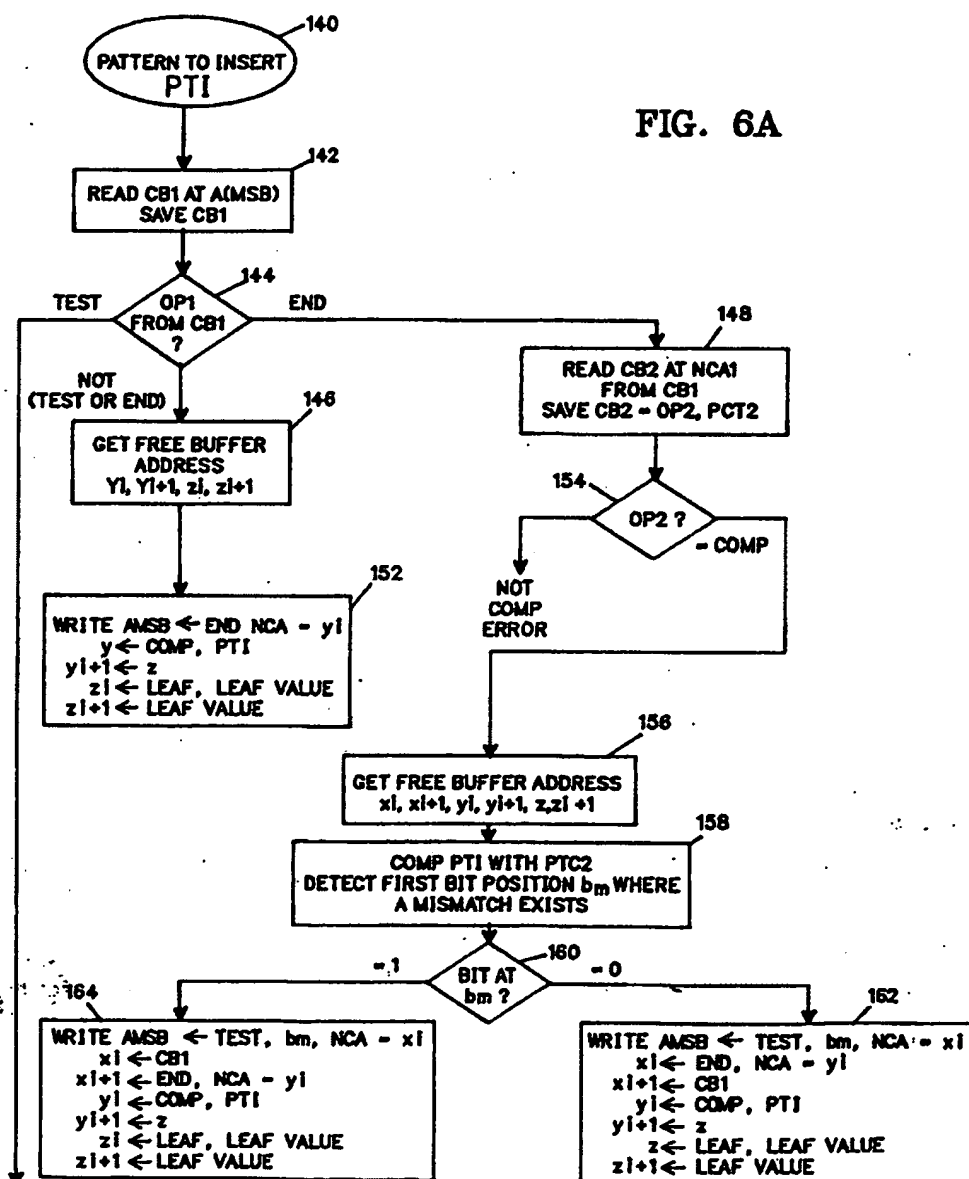 140
PATTERN TO INSERT
PTI
FIG. 6A
142
READ CB1 AT A(MSB)
SAVE CB1
144
TEST
OP1
FROM CB1
?
END
NOT
(TEST OR END)
146
GET FREE BUFFER
ADDRESS
Yi, Yi+1, zi, zi+1
148
READ CB2 AT NCA1
FROM CB1
SAVE CB2 = OP2, PCT2
154
OP2 ?
= COMP
NOT
COMP
ERROR
152
WRITE AMSB ← END NCA = yi
y ← COMP, PTI
yi+1 ← z
zi ← LEAF, LEAF VALUE
zi+1 ← LEAF VALUE
156
GET FREE BUFFER ADDRESS
xi, xi+1, yi, yi+1, z,zi +1
158
COMP PTI WITH PTC2
DETECT FIRST BIT POSITION bm WHERE
A MISMATCH EXISTS
160
= 1
BIT AT
bm ?
= 0
164
WRITE AMSB ← TEST, bm, NCA = xi
xi ← CB1
xi+1 ← END, NCA = yi
yi ← COMP, PTI
yi+1 ← z
zi ← LEAF, LEAF VALUE
zi+1 ← LEAF VALUE
162
WRITE AMSB ← TEST, bm, NCA = xi
xi ← END, NCA = yi
xi+1 ← CB1
yi ← COMP, PTI
yi+1 ← z
z ← LEAF, LEAF VALUE
zi+1 ← LEAF VALUE